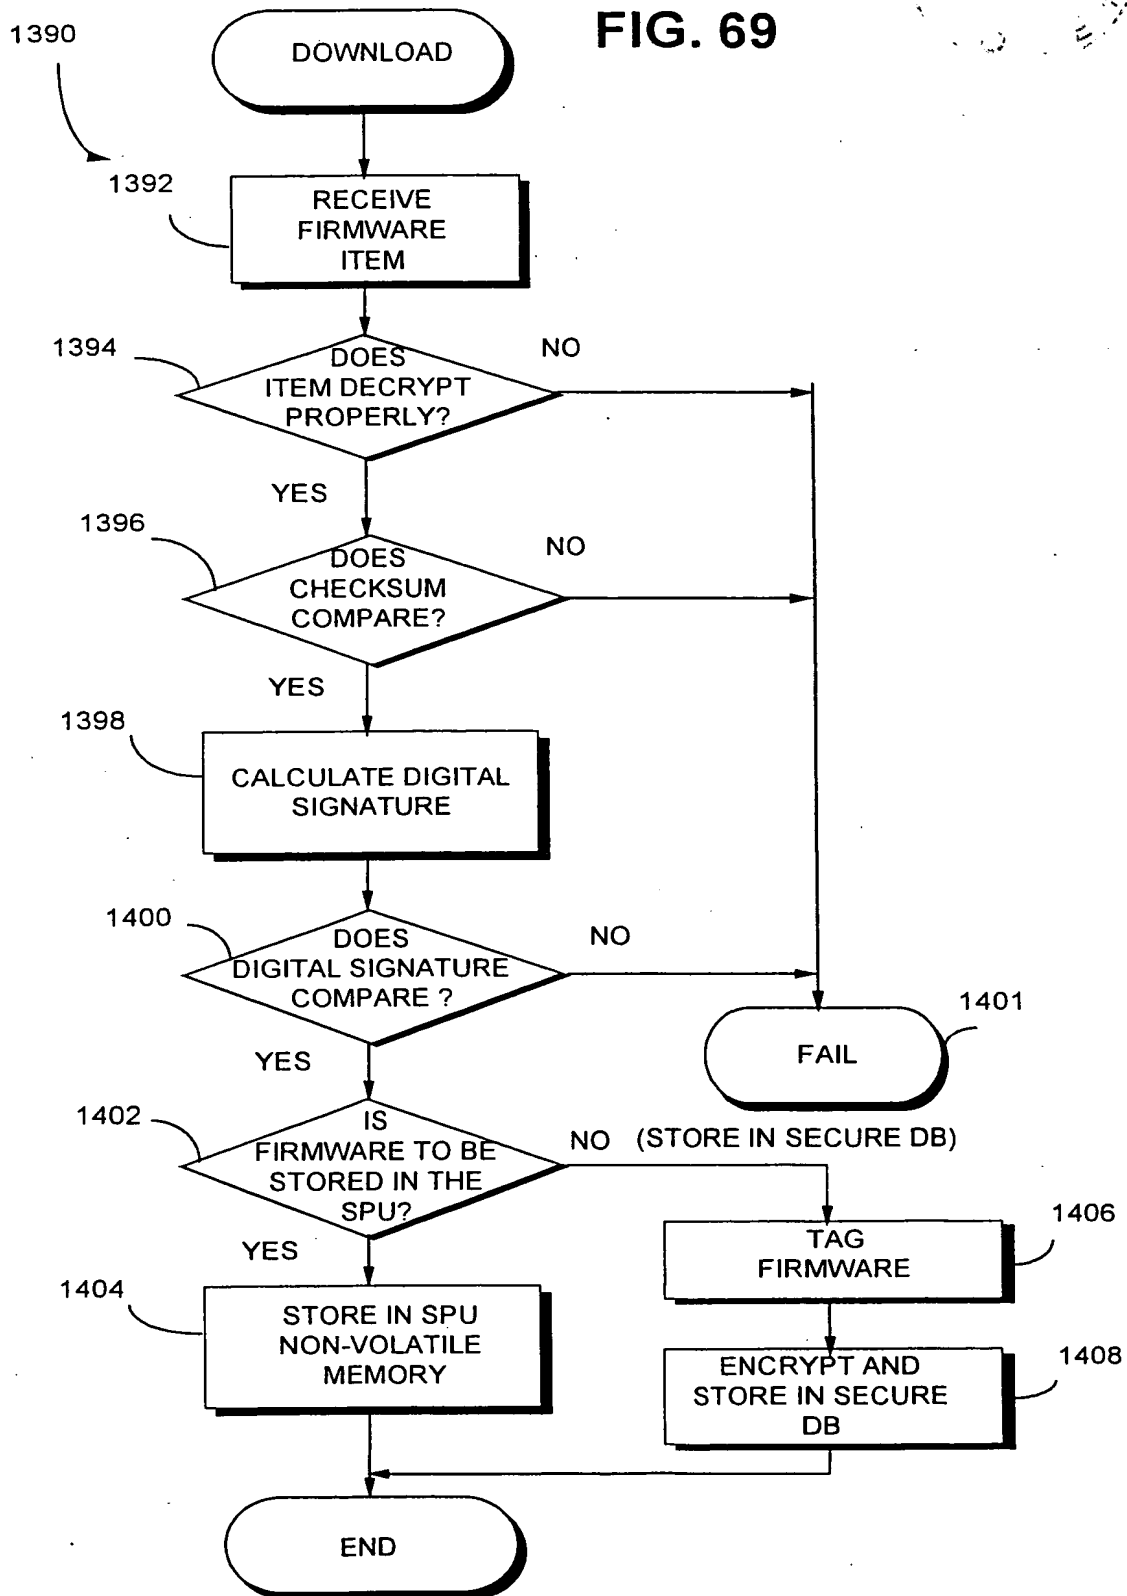 FIG. 69
1390
DOWNLOAD
1392
RECEIVE
FIRMWARE
ITEM
1394
DOES
ITEM DECRYPT
PROPERLY?
NO
YES
1396
DOES
CHECKSUM
COMPARE?
NO
YES
1398
CALCULATE DIGITAL
SIGNATURE
1400
DOES
DIGITAL SIGNATURE
COMPARE ?
NO
1401
FAIL
YES
1402
IS
FIRMWARE TO BE
STORED IN THE
SPU?
NO (STORE IN SECURE DB)
YES
1406
TAG
FIRMWARE
1404
STORE IN SPU
NON-VOLATILE
MEMORY
1408
ENCRYPT AND
STORE IN SECURE
DB
END